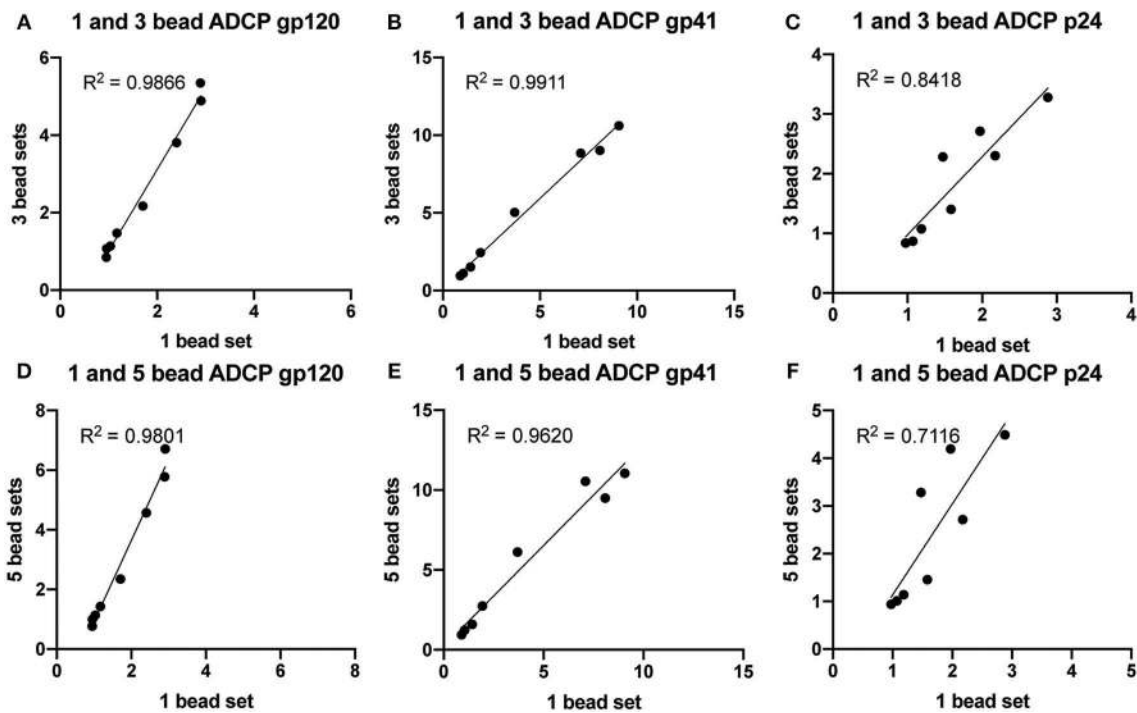 A 1 and 3 bead ADCP gp120
R² = 0.9866
3 bead sets
6
4
2
0
0 2 4 6
1 bead set
B 1 and 3 bead ADCP gp41
R² = 0.9911
3 bead sets
15
10
5
0
0 5 10 15
1 bead set
C 1 and 3 bead ADCP p24
R² = 0.8418
3 bead sets
4
3
2
1
0
0 1 2 3 4
1 bead set
D 1 and 5 bead ADCP gp120
R² = 0.9801
5 bead sets
8
6
4
2
0
0 2 4 6 8
1 bead set
E 1 and 5 bead ADCP gp41
R² = 0.9620
5 bead sets
15
10
5
0
0 5 10 15
1 bead set
F 1 and 5 bead ADCP p24
R² = 0.7116
5 bead sets
5
4
3
2
1
0
0 1 2 3 4 5
1 bead set